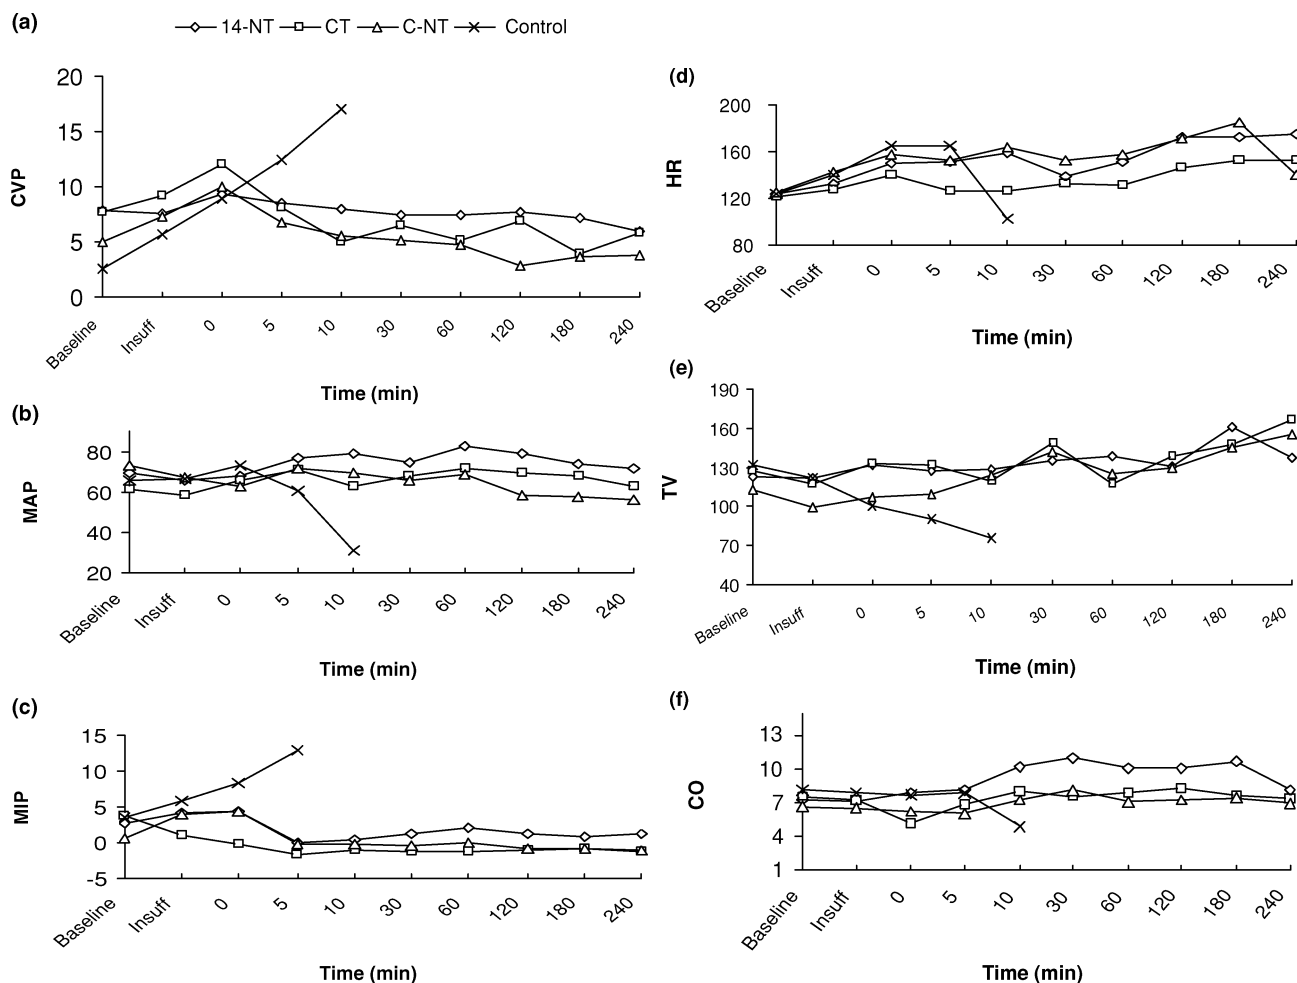 (a)
14-NT CT C-NT Control
CVP
20
15
10
5
0
Baseline Insuff 0 5 10 30 60 120 180 240
Time (min)
(b)
MAP
80
60
40
20
Baseline Insuff 0 5 10 30 60 120 180 240
Time (min)
(c)
MIP
15
10
5
0
-5
Baseline Insuff 0 5 10 30 60 120 180 240
Time (min)
(d)
HR
200
160
120
80
Baseline Insuff 0 5 10 30 60 120 180 240
Time (min)
(e)
TV
190
160
130
100
70
40
Baseline Insuff 0 5 10 30 60 120 180 240
Time (min)
(f)
CO
13
10
7
4
1
Baseline Insuff 0 5 10 30 60 120 180 240
Time (min)